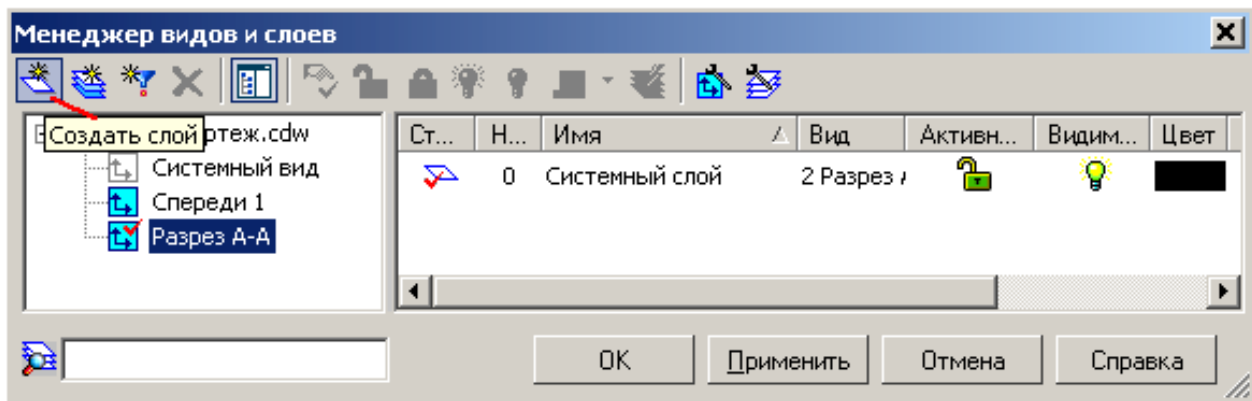 Менеджер видов и слоев
Создать слой ртеж.cdw
Системный вид
Спереди 1
Разрез А-А
Ст... Н... Имя Вид Активн... Видим... Цвет
0 Системный слой 2 Разрез
OK Применить Отмена Справка